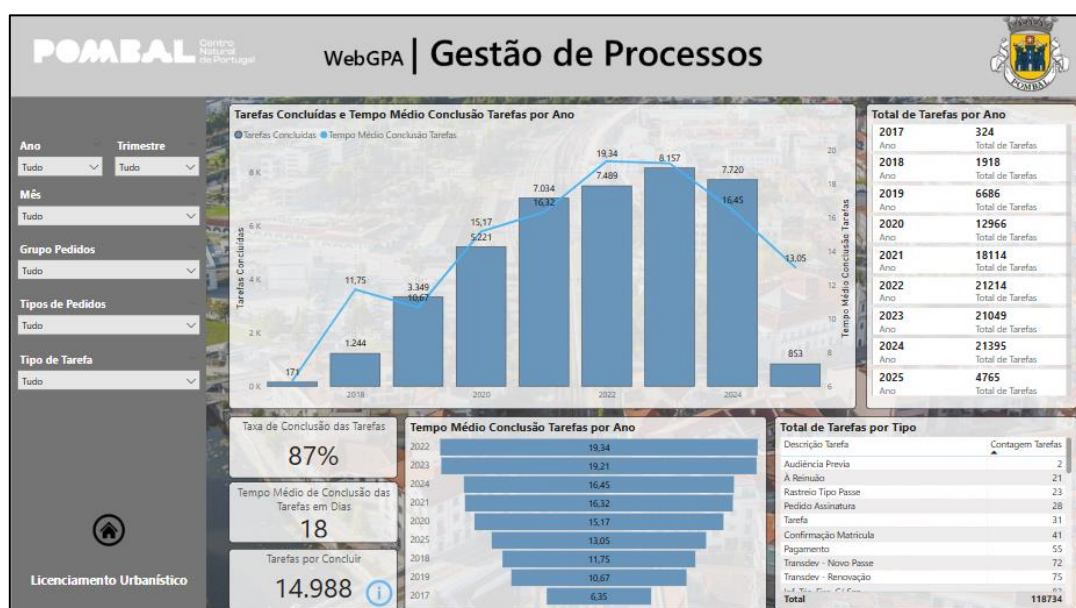 POMBAL Centro Natural de Portugal
WebGPA | Gestão de Processos
POMBAL
Ano
Tudo
Trimestre
Tudo
Mês
Tudo
Grupo Pedidos
Tudo
Tipos de Pedidos
Tudo
Tipo de Tarefa
Tudo
Licenciamento Urbanístico
Tarefas Concluídas e Tempo Médio Conclusão Tarefas por Ano
Tarefas Concluídas Tempo Médio Conclusão Tarefas
Tarefas Concluídas
0 K
2 K
4 K
6 K
8 K
171
1.244
3.349
5.221
7.034
7.489
8.157
7.720
853
11,75
10,67
15,17
16,32
19,34
16,45
13,05
2018
2020
2022
2024
20
18
16
14
12
10
8
6
Tempo Médio Conclusão Tarefas
Total de Tarefas por Ano
2017 324
Ano Total de Tarefas
2018 1918
Ano Total de Tarefas
2019 6686
Ano Total de Tarefas
2020 12966
Ano Total de Tarefas
2021 18114
Ano Total de Tarefas
2022 21214
Ano Total de Tarefas
2023 21049
Ano Total de Tarefas
2024 21395
Ano Total de Tarefas
2025 4765
Ano Total de Tarefas
Taxa de Conclusão das Tarefas
87%
Tempo Médio de Conclusão das
Tarefas em Dias
18
Tarefas por Concluir
14.988
Tempo Médio Conclusão Tarefas por Ano
2022 19,34
2023 19,21
2024 16,45
2021 16,32
2020 15,17
2025 13,05
2018 11,75
2019 10,67
2017 6,35
Total de Tarefas por Tipo
Descrição Tarefa Contagem Tarefas
Audiência Previa 2
À Reinuão 21
Rastreio Tipo Passe 23
Pedido Assinatura 28
Tarefa 31
Confirmação Matricula 41
Pagamento 55
Transdev - Novo Passe 72
Transdev - Renovação 75
Total 118734